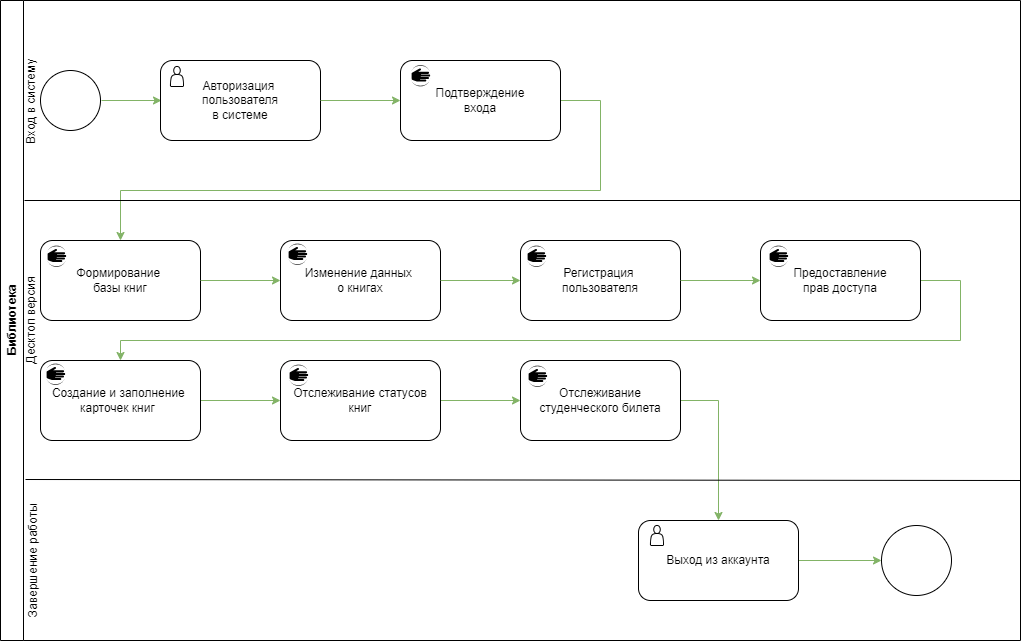 Библиотека
Вход в систему
Авторизация
пользователя
в системе
Подтверждение
входа
Десктоп версия
Формирование
базы книг
Изменение данных
о книгах
Регистрация
пользователя
Предоставление
прав доступа
Создание и заполнение
карточек книг
Отслеживание статусов
книг
Отслеживание
студенческого билета
Завершение работы
Выход из аккаунта